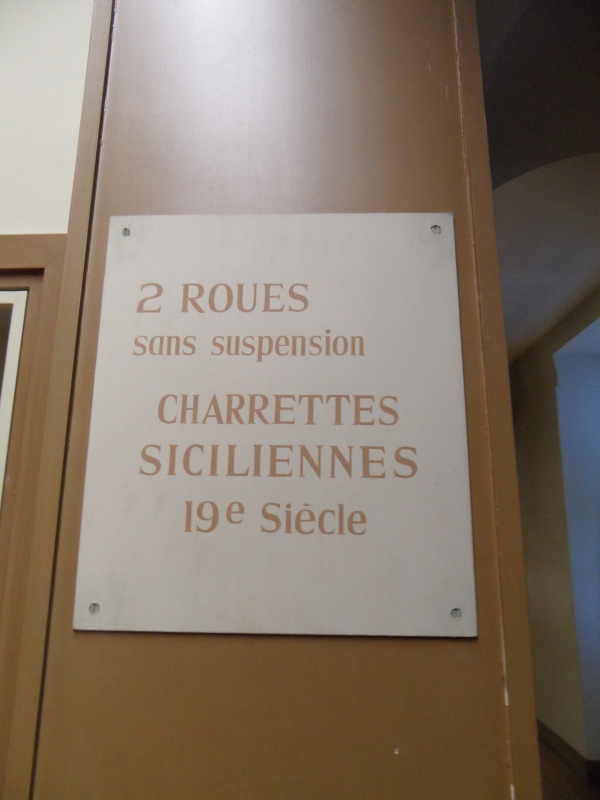 2 ROUES
sans suspension
CHARRETTES
SICILIENNES
19e Siècle